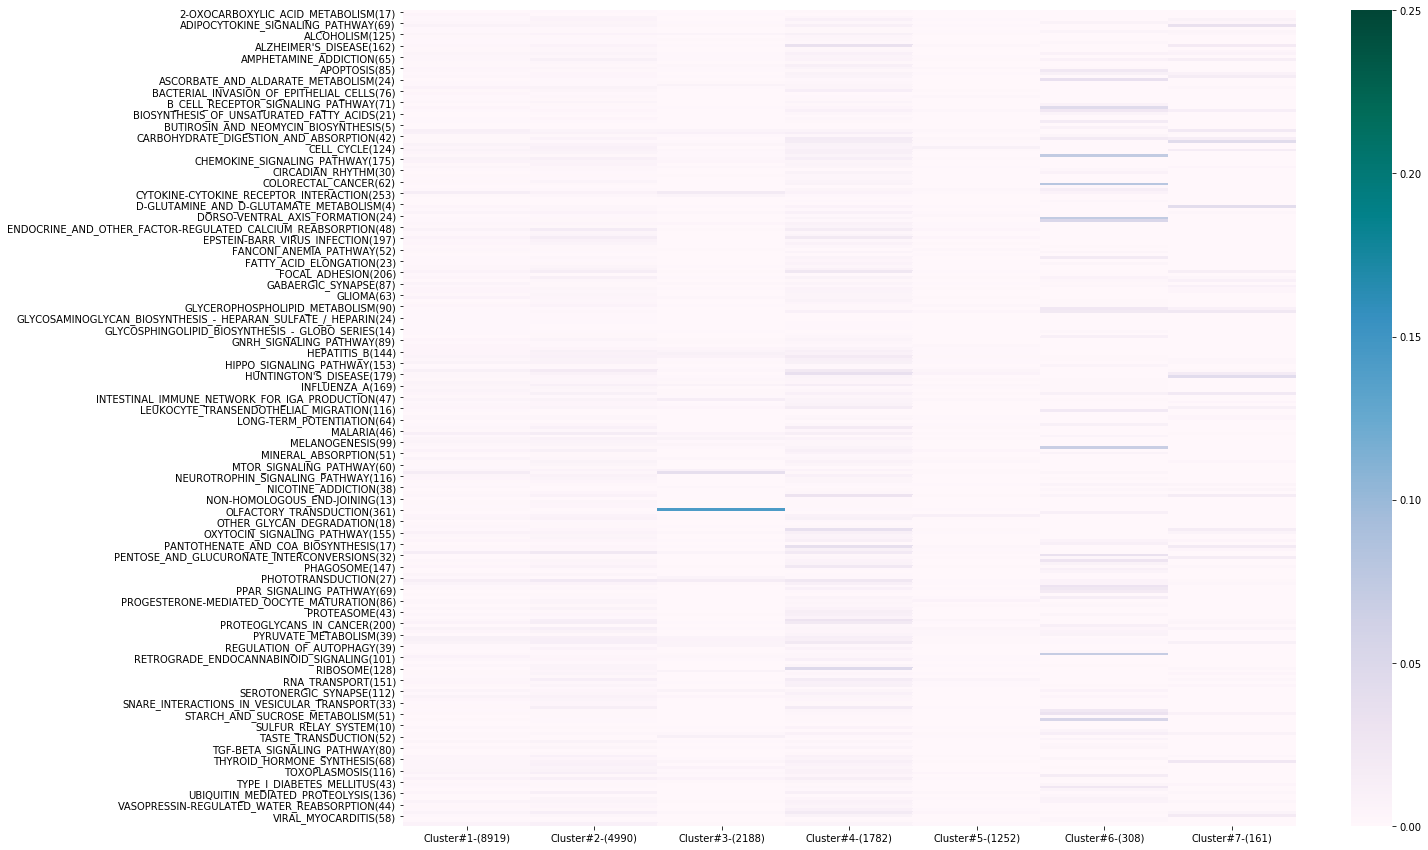 2-OXOCARBOXYLIC_ACID_METABOLISM(17)
ADIPOCYTOKINE_SIGNALING_PATHWAY(69)
ALCOHOLISM(125)
ALZHEIMER'S_DISEASE(162)
AMPHETAMINE_ADDICTION(65)
APOPTOSIS(85)
ASCORBATE_AND_ALDARATE_METABOLISM(24)
BACTERIAL_INVASION_OF_EPITHELIAL_CELLS(76)
B_CELL_RECEPTOR_SIGNALING_PATHWAY(71)
BIOSYNTHESIS_OF_UNSATURATED_FATTY_ACIDS(21)
BUTIROSIN_AND_NEOMYCIN_BIOSYNTHESIS(5)
CARBOHYDRATE_DIGESTION_AND_ABSORPTION(42)
CELL_CYCLE(124)
CHEMOKINE_SIGNALING_PATHWAY(175)
CIRCADIAN_RHYTHM(30)
COLORECTAL_CANCER(62)
CYTOKINE-CYTOKINE_RECEPTOR_INTERACTION(253)
D-GLUTAMINE_AND_D-GLUTAMATE_METABOLISM(4)
DORSO-VENTRAL_AXIS_FORMATION(24)
ENDOCRINE_AND_OTHER_FACTOR-REGULATED_CALCIUM_REABSORPTION(48)
EPSTEIN-BARR_VIRUS_INFECTION(197)
FANCONI_ANEMIA_PATHWAY(52)
FATTY_ACID_ELONGATION(23)
FOCAL_ADHESION(206)
GABAERGIC_SYNAPSE(87)
GLIOMA(63)
GLYCEROPHOSPHOLIPID_METABOLISM(90)
GLYCOSAMINOGLYCAN_BIOSYNTHESIS_-_HEPARAN_SULFATE_/_HEPARIN(24)
GLYCOSPHINGOLIPID_BIOSYNTHESIS_-_GLOBO_SERIES(14)
GNRH_SIGNALING_PATHWAY(89)
HEPATITIS_B(144)
HIPPO_SIGNALING_PATHWAY(153)
HUNTINGTON'S_DISEASE(179)
INFLUENZA_A(169)
INTESTINAL_IMMUNE_NETWORK_FOR_IGA_PRODUCTION(47)
LEUKOCYTE_TRANSENDOTHELIAL_MIGRATION(116)
LONG-TERM_POTENTIATION(64)
MALARIA(46)
MELANOGENESIS(99)
MINERAL_ABSORPTION(51)
MTOR_SIGNALING_PATHWAY(60)
NEUROTROPHIN_SIGNALING_PATHWAY(116)
NICOTINE_ADDICTION(38)
NON-HOMOLOGOUS_END-JOINING(13)
OLFACTORY_TRANSDUCTION(361)
OTHER_GLYCAN_DEGRADATION(18)
OXYTOCIN_SIGNALING_PATHWAY(155)
PANTOTHENATE_AND_COA_BIOSYNTHESIS(17)
PENTOSE_AND_GLUCURONATE_INTERCONVERSIONS(32)
PHAGOSOME(147)
PHOTOTRANSDUCTION(27)
PPAR_SIGNALING_PATHWAY(69)
PROGESTERONE-MEDIATED_OOCYTE_MATURATION(86)
PROTEASOME(43)
PROTEOGLYCANS_IN_CANCER(200)
PYRUVATE_METABOLISM(39)
REGULATION_OF_AUTOPHAGY(39)
RETROGRADE_ENDOCANNABINOID_SIGNALING(101)
RIBOSOME(128)
RNA_TRANSPORT(151)
SEROTONERGIC_SYNAPSE(112)
SNARE_INTERACTIONS_IN_VESICULAR_TRANSPORT(33)
STARCH_AND_SUCROSE_METABOLISM(51)
SULFUR_RELAY_SYSTEM(10)
TASTE_TRANSDUCTION(52)
TGF-BETA_SIGNALING_PATHWAY(80)
THYROID_HORMONE_SYNTHESIS(68)
TOXOPLASMOSIS(116)
TYPE_I_DIABETES_MELLITUS(43)
UBIQUITIN_MEDIATED_PROTEOLYSIS(136)
VASOPRESSIN-REGULATED_WATER_REABSORPTION(44)
VIRAL_MYOCARDITIS(58)
Cluster#1-(8919) Cluster#2-(4990) Cluster#3-(2188) Cluster#4-(1782) Cluster#5-(1252) Cluster#6-(308) Cluster#7-(161)
0.25
0.20
0.15
0.10
0.05
0.00